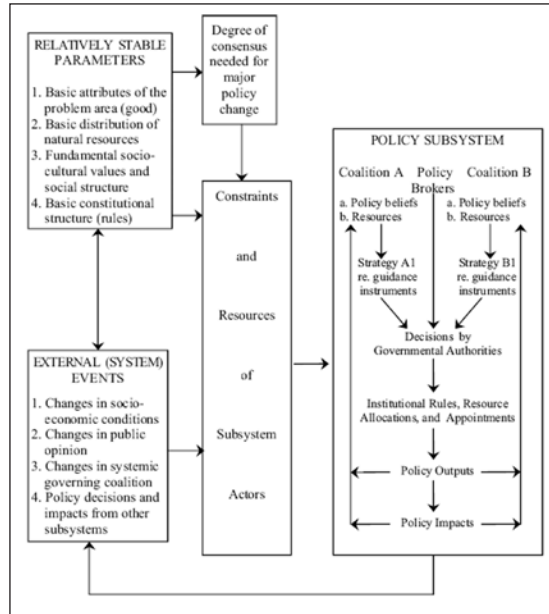 RELATIVELY STABLE
PARAMETERS
1. Basic attributes of the
problem area (good)
2. Basic distribution of
natural resources
3. Fundamental socio-
cultural values and
social structure
4. Basic constitutional
structure (rules)
Degree of
consensus
needed for
major
policy
change
EXTERNAL (SYSTEM)
EVENTS
1. Changes in socio-
economic conditions
2. Changes in public
opinion
3. Changes in systemic
governing coalition
4. Policy decisions and
impacts from other
subsystems
Constraints
and
Resources
of
Subsystem
Actors
POLICY SUBSYSTEM
Coalition A Policy Coalition B
Brokers
a. Policy beliefs a. Policy beliefs
b. Resources b. Resources
Strategy A1 Strategy B1
re. guidance re. guidance
instruments instruments
Decisions by
Governmental Authorities
Institutional Rules, Resource
Allocations, and Appointments
Policy Outputs
Policy Impacts